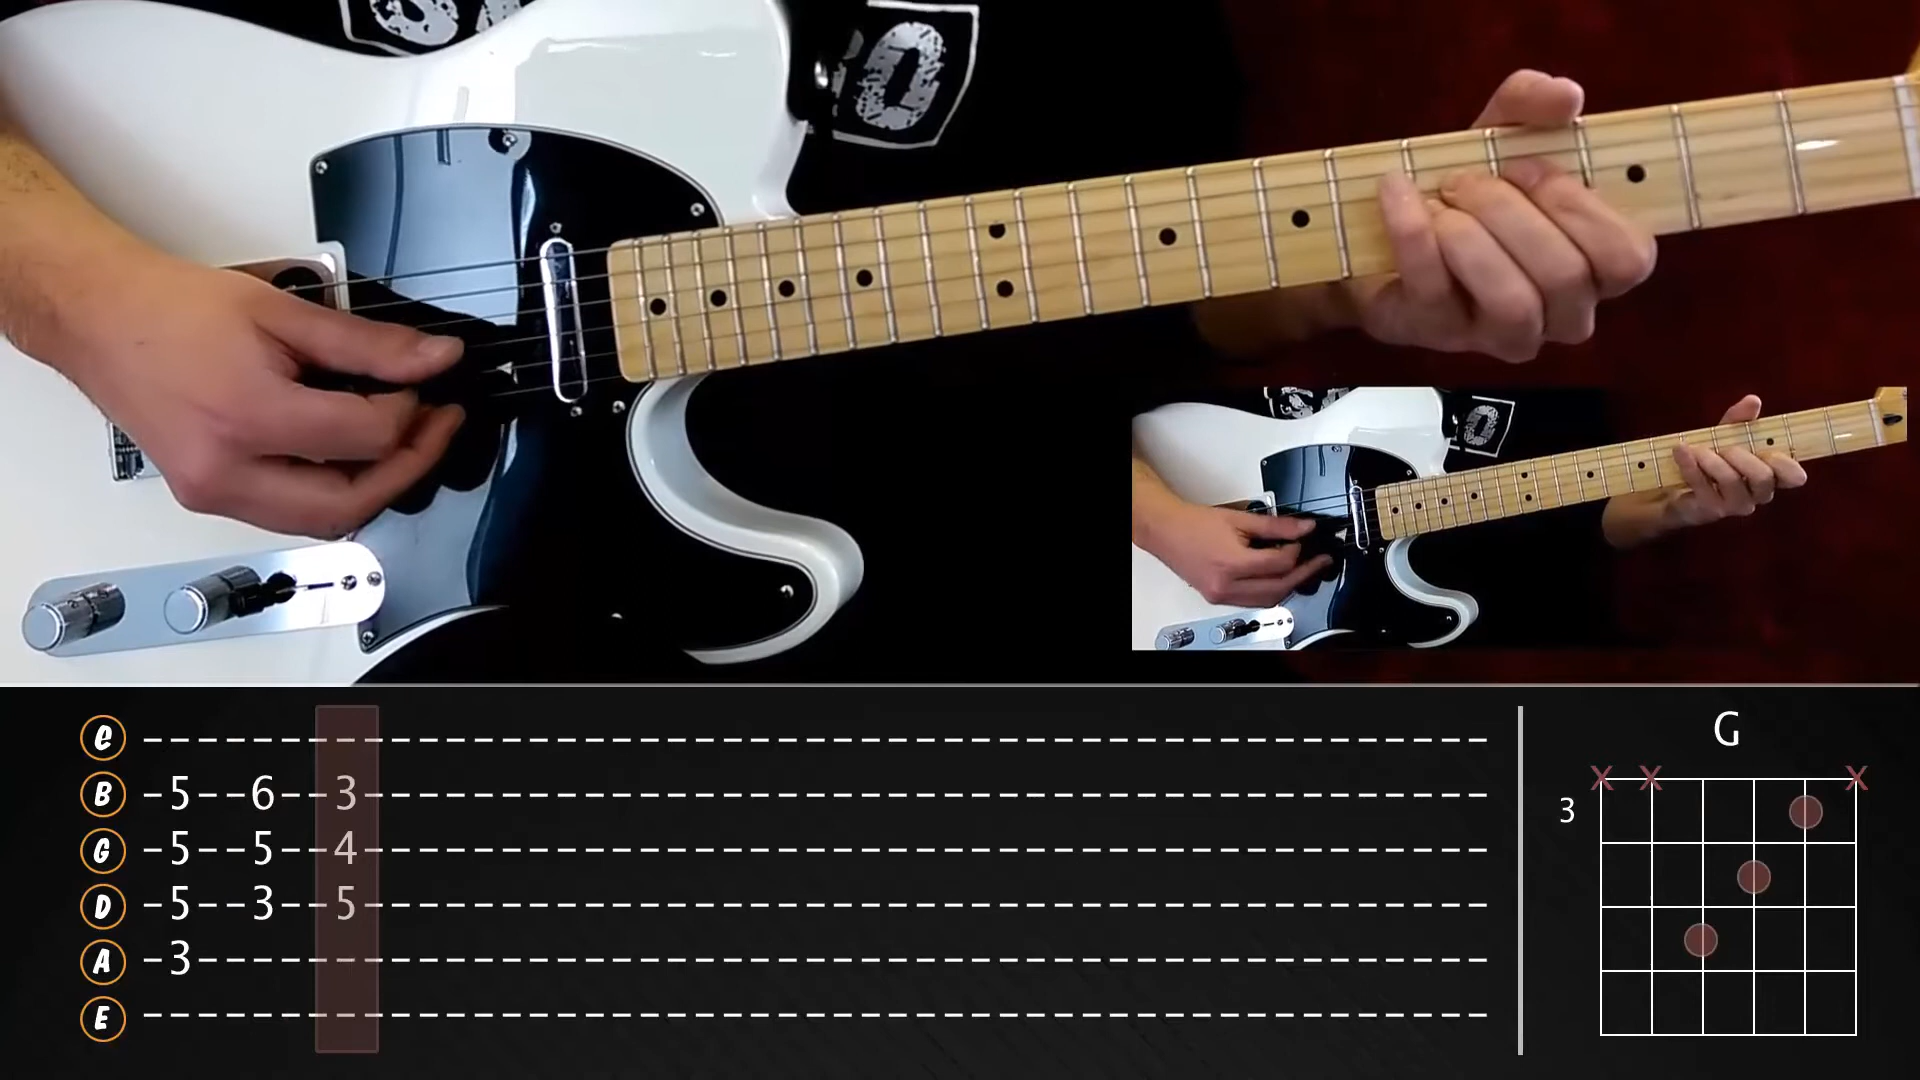 e ------------------------------
B -5--6--3---------------------------
G -5--5--4---------------------------
D -5--3--5---------------------------
A -3------------------------------
E ------------------------------
G
X X X
3